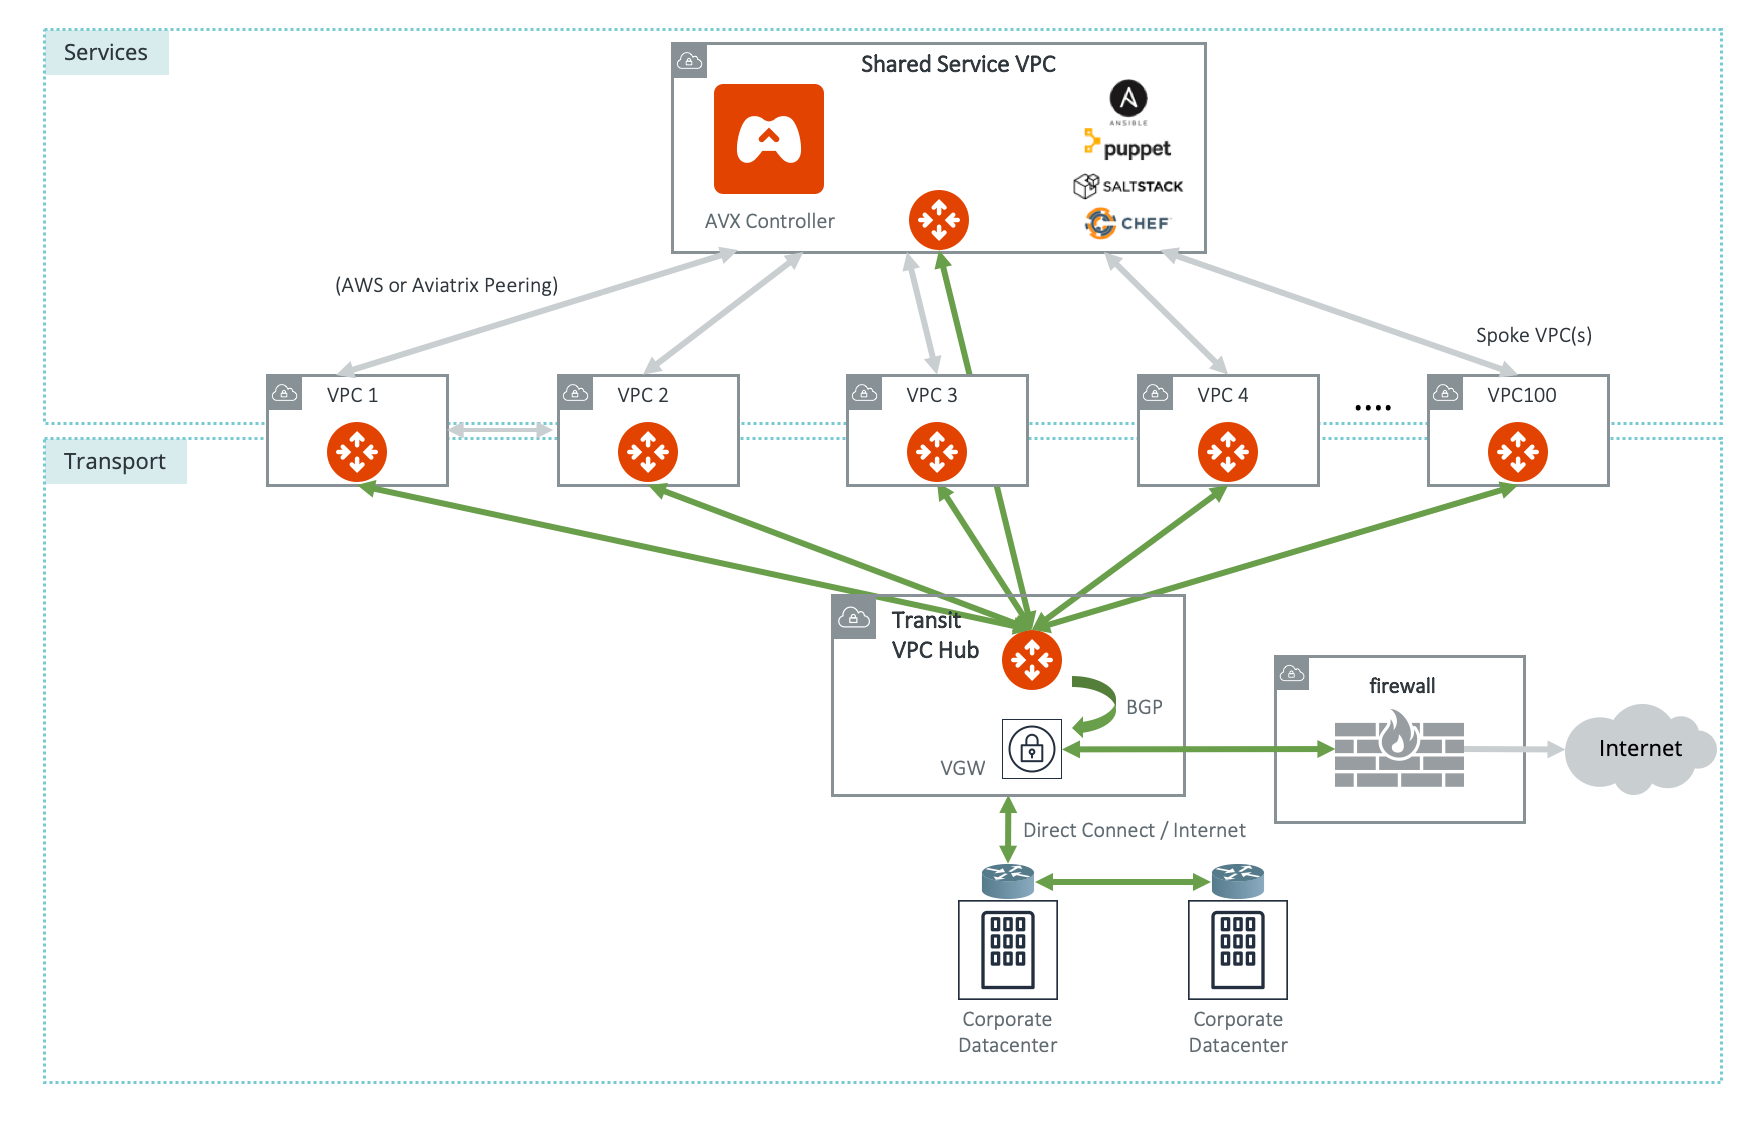 Services
Shared Service VPC
ANSIBLE
puppet
SALTSTACK
CHEF
AVX Controller
(AWS or Aviatrix Peering)
Spoke VPC(s)
VPC 1
VPC 2
VPC 3
VPC 4
....
VPC100
Transport
Transit
VPC Hub
BGP
VGW
firewall
Internet
Direct Connect / Internet
Corporate
Datacenter
Corporate
Datacenter